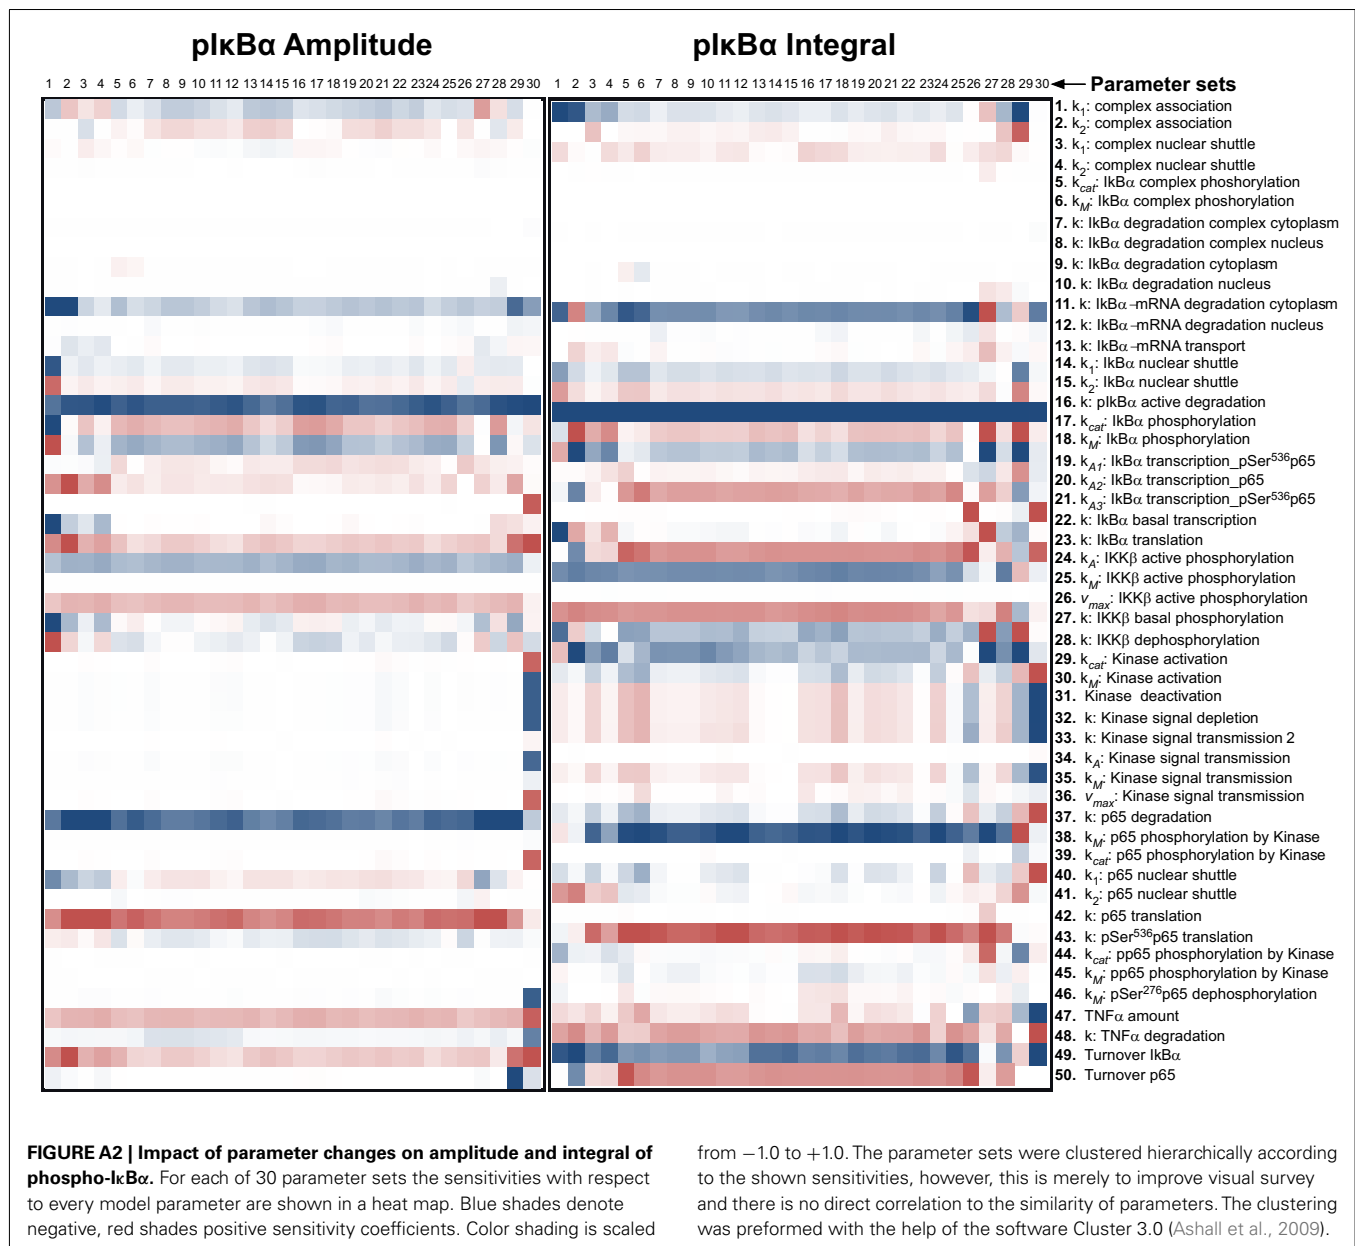 pIκBα Amplitude
pIκBα Integral
1 2 3 4 5 6 7 8 9 10 11 12 13 14 15 16 17 18 19 20 21 22 23 24 25 26 27 28 29 30
1 2 3 4 5 6 7 8 9 10 11 12 13 14 15 16 17 18 19 20 21 22 23 24 25 26 27 28 29 30
Parameter sets
1. k1: complex association
2. k2: complex association
3. k1: complex nuclear shuttle
4. k2: complex nuclear shuttle
5. kcat: IkBα complex phoshorylation
6. kM: IkBα complex phoshorylation
7. k: IkBα degradation complex cytoplasm
8. k: IkBα degradation complex nucleus
9. k: IkBα degradation cytoplasm
10. k: IkBα degradation nucleus
11. k: IkBα–mRNA degradation cytoplasm
12. k: IkBα–mRNA degradation nucleus
13. k: IkBα–mRNA transport
14. k1: IkBα nuclear shuttle
15. k2: IkBα nuclear shuttle
16. k: pIkBα active degradation
17. kcat: IkBα phosphorylation
18. kM: IkBα phosphorylation
19. kA1: IkBα transcription_pSer536p65
20. kA2: IkBα transcription_p65
21. kA3: IkBα transcription_pSer536p65
22. k: IkBα basal transcription
23. k: IkBα translation
24. kA: IKKβ active phosphorylation
25. kM: IKKβ active phosphorylation
26. vmax: IKKβ active phosphorylation
27. k: IKKβ basal phosphorylation
28. k: IKKβ dephosphorylation
29. kcat: Kinase activation
30. kM: Kinase activation
31. Kinase deactivation
32. k: Kinase signal depletion
33. k: Kinase signal transmission 2
34. kA: Kinase signal transmission
35. kM: Kinase signal transmission
36. vmax: Kinase signal transmission
37. k: p65 degradation
38. kM: p65 phosphorylation by Kinase
39. kcat: p65 phosphorylation by Kinase
40. k1: p65 nuclear shuttle
41. k2: p65 nuclear shuttle
42. k: p65 translation
43. k: pSer536p65 translation
44. kcat: pp65 phosphorylation by Kinase
45. kM: pp65 phosphorylation by Kinase
46. kM: pSer276p65 dephosphorylation
47. TNFα amount
48. k: TNFα degradation
49. Turnover IkBα
50. Turnover p65
FIGURE A2 | Impact of parameter changes on amplitude and integral of
phospho-IκBα. For each of 30 parameter sets the sensitivities with respect
to every model parameter are shown in a heat map. Blue shades denote
negative, red shades positive sensitivity coefficients. Color shading is scaled
from −1.0 to +1.0. The parameter sets were clustered hierarchically according
to the shown sensitivities, however, this is merely to improve visual survey
and there is no direct correlation to the similarity of parameters. The clustering
was preformed with the help of the software Cluster 3.0 (Ashall et al., 2009).